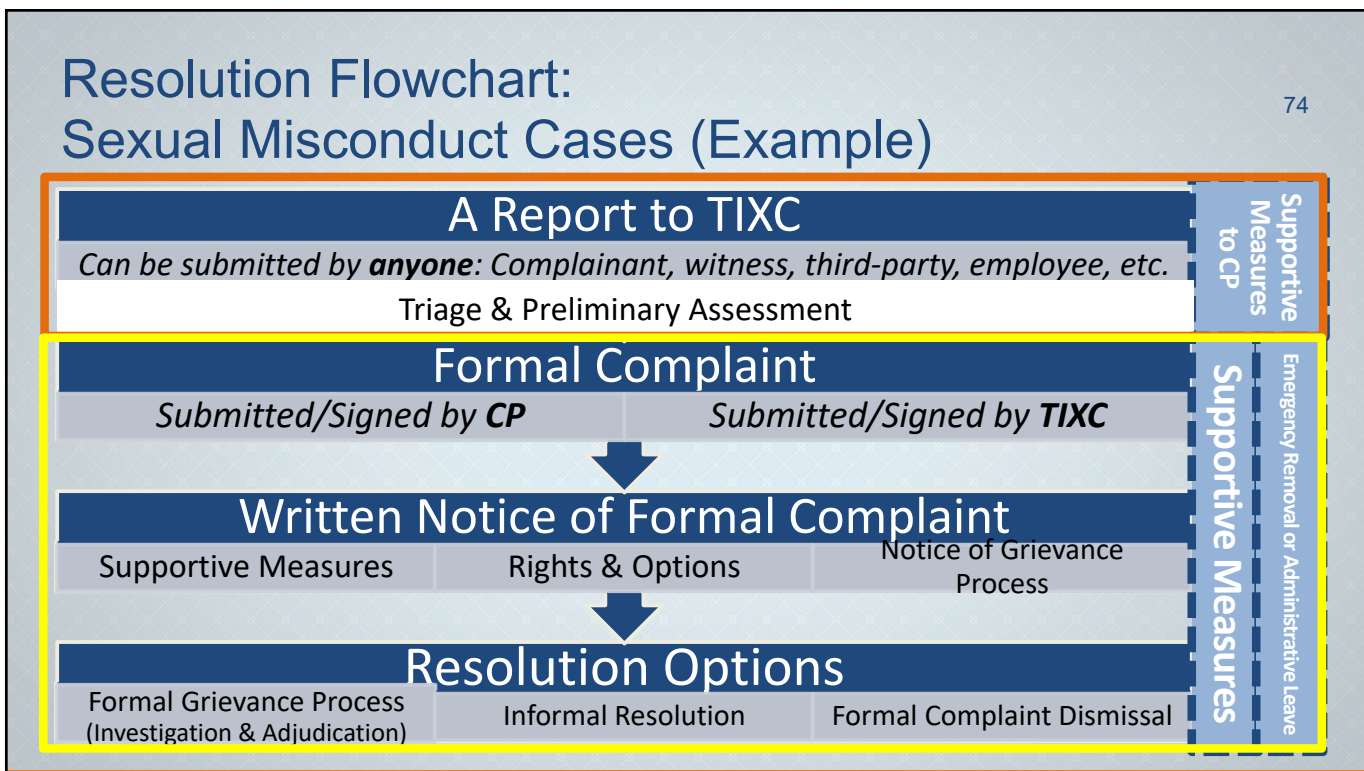 Resolution Flowchart:
Sexual Misconduct Cases (Example)
74
A Report to TIXC
Can be submitted by anyone: Complainant, witness, third-party, employee, etc.
Triage & Preliminary Assessment
Supportive
Measures
to CP
Formal Complaint
Submitted/Signed by CP
Submitted/Signed by TIXC
Written Notice of Formal Complaint
Supportive Measures
Rights & Options
Notice of Grievance
Process
Resolution Options
Formal Grievance Process
(Investigation & Adjudication)
Informal Resolution
Formal Complaint Dismissal
Supportive Measures
Emergency Removal or Administrative Leave